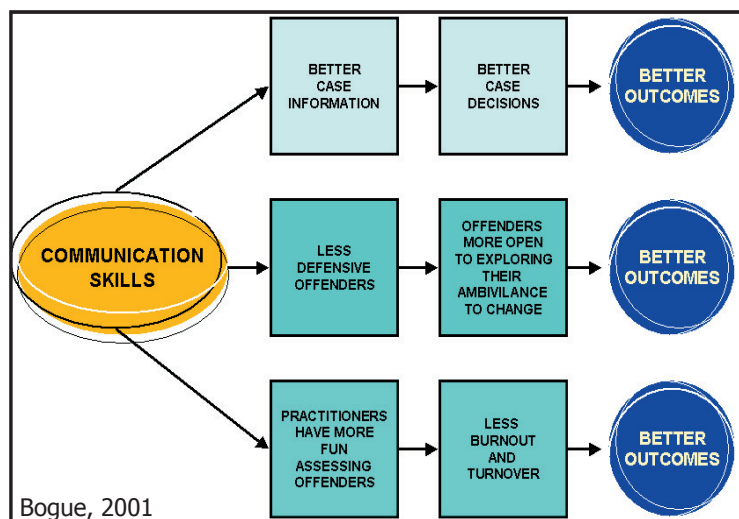 BETTER
CASE
INFORMATION
BETTER
CASE
DECISIONS
BETTER
OUTCOMES
COMMUNICATION
SKILLS
LESS
DEFENSIVE
OFFENDERS
OFFENDERS
MORE OPEN
TO EXPLORING
THEIR
AMBIVILANCE
TO CHANGE
BETTER
OUTCOMES
PRACTITIONERS
HAVE MORE
FUN
ASSESSING
OFFENDERS
LESS
BURNOUT
AND
TURNOVER
BETTER
OUTCOMES
Bogue, 2001